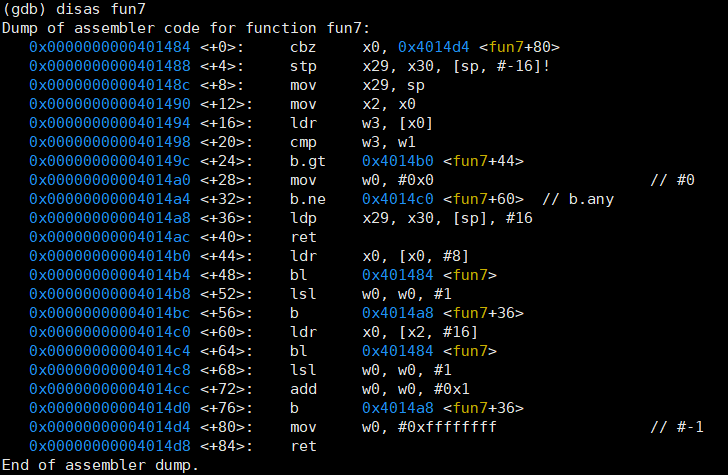 (gdb) disas fun7
Dump of assembler code for function fun7:
   0x0000000000401484 <+0>:     cbz     x0, 0x4014d4 <fun7+80>
   0x0000000000401488 <+4>:     stp     x29, x30, [sp, #-16]!
   0x000000000040148c <+8>:     mov     x29, sp
   0x0000000000401490 <+12>:    mov     x2, x0
   0x0000000000401494 <+16>:    ldr     w3, [x0]
   0x0000000000401498 <+20>:    cmp     w3, w1
   0x000000000040149c <+24>:    b.gt    0x4014b0 <fun7+44>
   0x00000000004014a0 <+28>:    mov     w0, #0x0                        // #0
   0x00000000004014a4 <+32>:    b.ne    0x4014c0 <fun7+60>  // b.any
   0x00000000004014a8 <+36>:    ldp     x29, x30, [sp], #16
   0x00000000004014ac <+40>:    ret
   0x00000000004014b0 <+44>:    ldr     x0, [x0, #8]
   0x00000000004014b4 <+48>:    bl      0x401484 <fun7>
   0x00000000004014b8 <+52>:    lsl     w0, w0, #1
   0x00000000004014bc <+56>:    b       0x4014a8 <fun7+36>
   0x00000000004014c0 <+60>:    ldr     x0, [x2, #16]
   0x00000000004014c4 <+64>:    bl      0x401484 <fun7>
   0x00000000004014c8 <+68>:    lsl     w0, w0, #1
   0x00000000004014cc <+72>:    add     w0, w0, #0x1
   0x00000000004014d0 <+76>:    b       0x4014a8 <fun7+36>
   0x00000000004014d4 <+80>:    mov     w0, #0xffffffff                 // #-1
   0x00000000004014d8 <+84>:    ret
End of assembler dump.